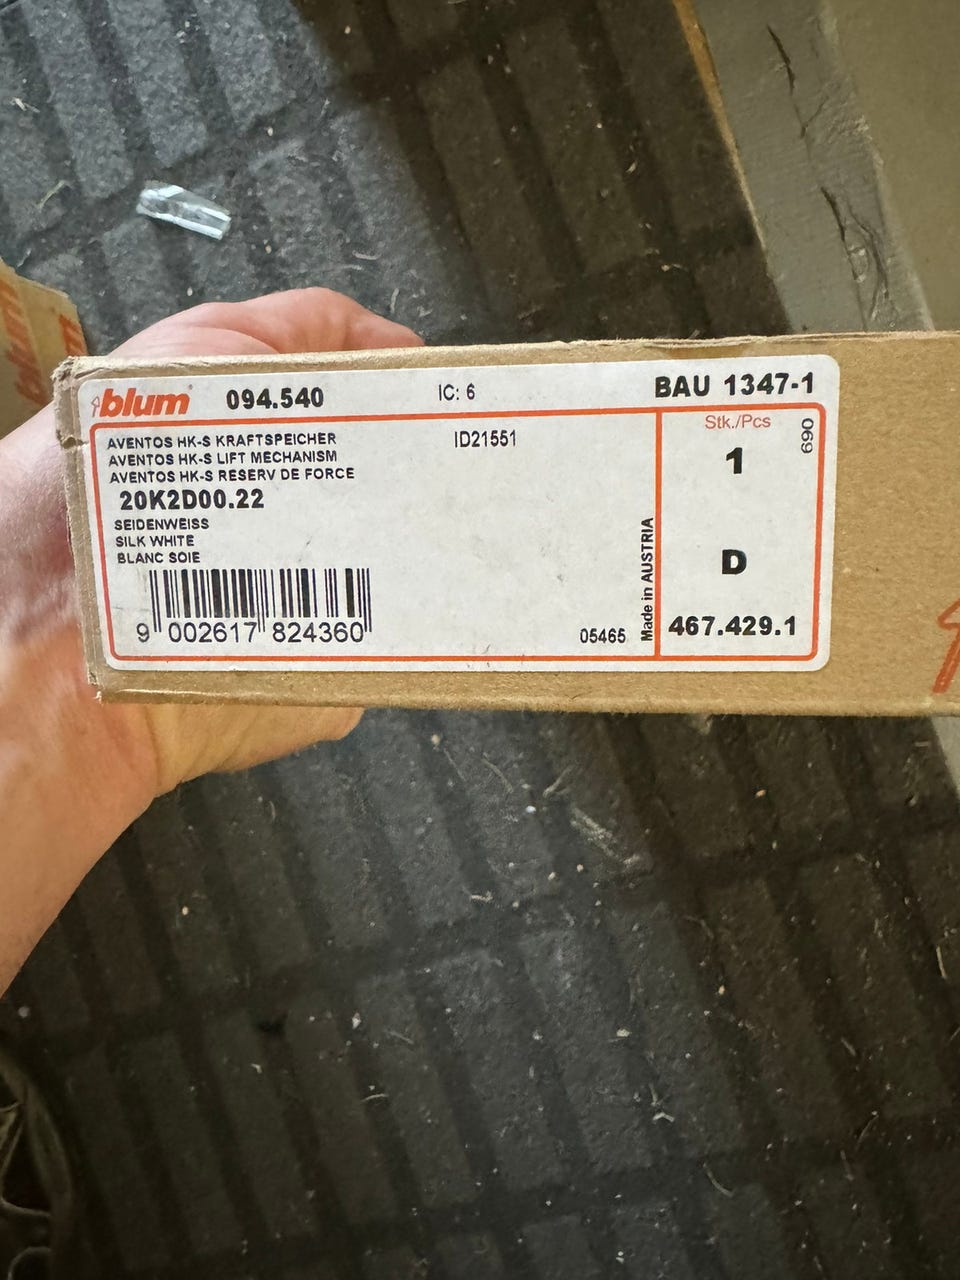 blum 094.540 IC: 6 BAU 1347-1
AVENTOS HK-S KRAFTSPEICHER ID21551
AVENTOS HK-S LIFT MECHANISM
AVENTOS HK-S RESERV DE FORCE
20K2D00.22
SEIDENWEISS
SILK WHITE
BLANC SOIE
9 002617 824360
05465
Made in AUSTRIA
Stk./Pcs
1
690
D
467.429.1
blum